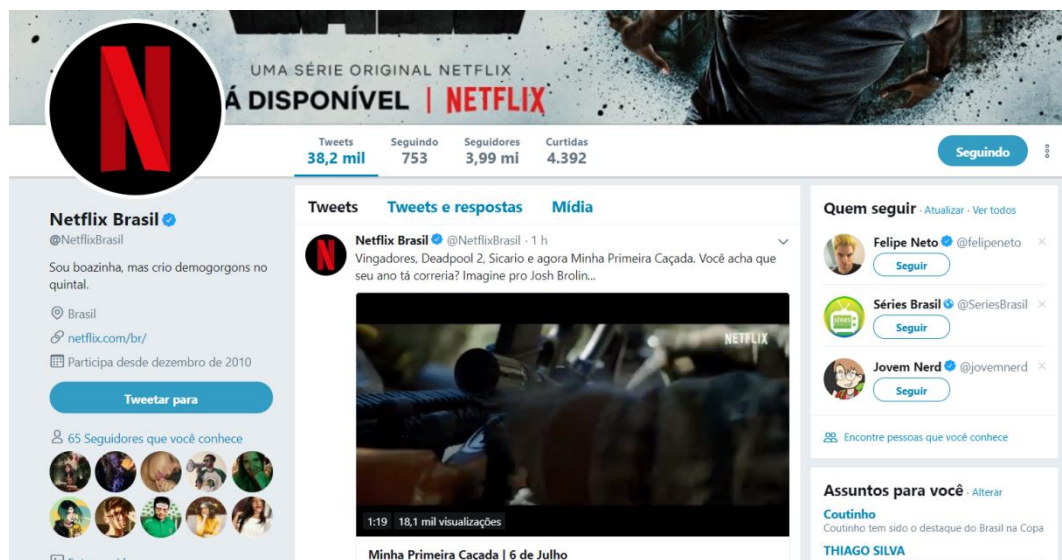 UMA SÉRIE ORIGINAL NETFLIX
Á DISPONÍVEL | NETFLIX
Tweets
38,2 mil
Seguindo
753
Seguidores
3,99 mi
Curtidas
4.392
Seguindo
Netflix Brasil
@NetflixBrasil
Sou boazinha, mas crio demogorgons no
quintal.
Brasil
netflix.com/br/
Participa desde dezembro de 2010
Tweetar para
65 Seguidores que você conhece
Tweets Tweets e respostas Mídia
Netflix Brasil @NetflixBrasil · 1 h
Vingadores, Deadpool 2, Sicario e agora Minha Primeira Caçada. Você acha que
seu ano tá correria? Imagine pro Josh Brolin...
NETFLIX
1:19 18,1 mil visualizações
Minha Primeira Caçada | 6 de Julho
Quem seguir · Atualizar · Ver todos
Felipe Neto @felipeneto
Seguir
Séries Brasil @SeriesBrasil
Seguir
Jovem Nerd @jovemnerd
Seguir
Encontre pessoas que você conhece
Assuntos para você · Alterar
Coutinho
Coutinho tem sido o destaque do Brasil na Copa
THIAGO SILVA